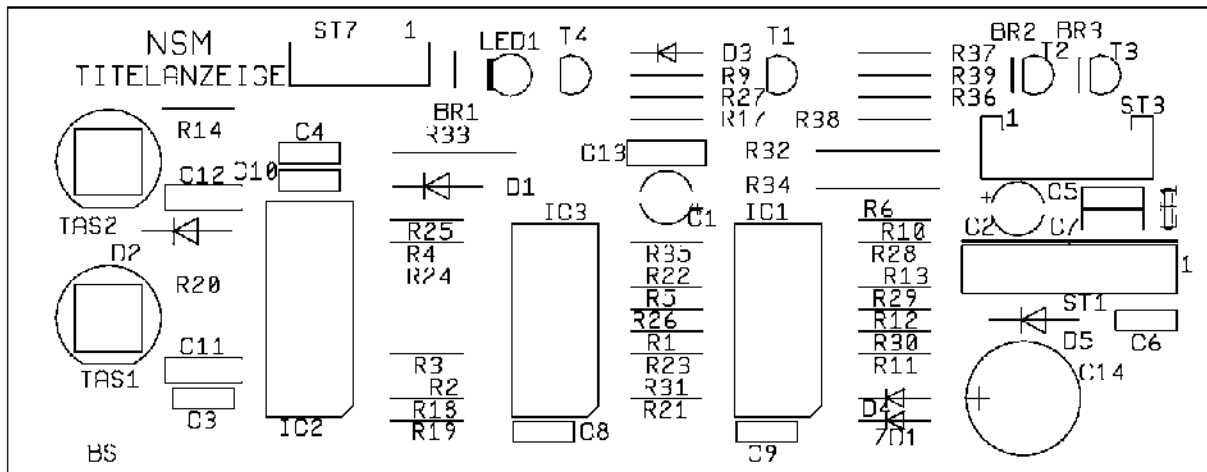 NSM
TITELANZEIGE
ST7 1
LED1
T4
D3
T1
R37
BR2
BR3
T2
T3
R9
R39
R27
R36
BR1
R17
R38
ST3
1
R14
C4
R33
C13
R32
C10
C12
D1
R34
C5
TAS2
IC3
C1
IC1
R6
C2
C7
R25
R10
D2
R4
R35
R28
R24
R22
R13
1
R20
R5
R29
ST1
R26
R12
C11
R1
R30
D5
C6
TAS1
R3
R23
R11
C14
R2
R31
C3
R18
R21
D4
IC2
R19
C8
C9
ZD1
BS